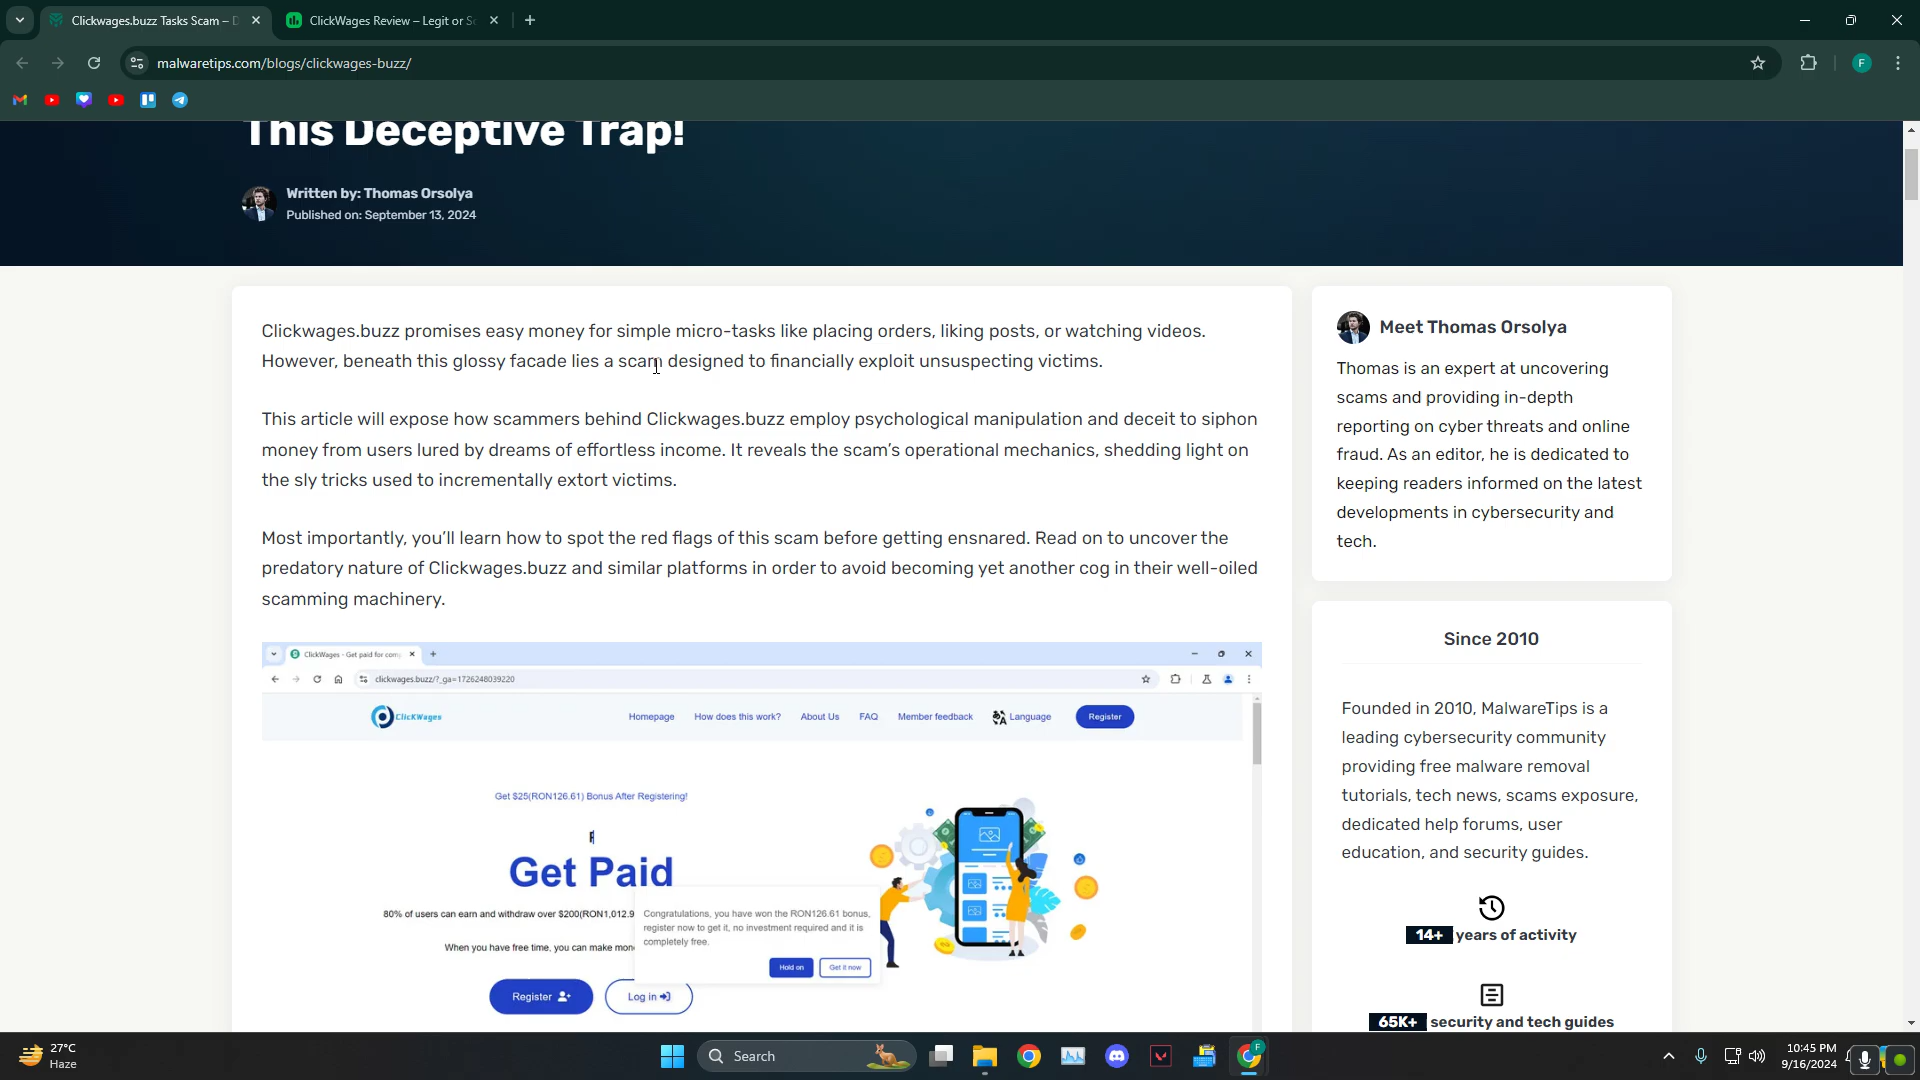 Clickwages.buzz Tasks Scam – D
ClickWages Review – Legit or Sc
malwaretips.com/blogs/clickwages-buzz/
F
This Deceptive Trap!
Written by: Thomas Orsolya
Published on: September 13, 2024
Clickwages.buzz promises easy money for simple micro-tasks like placing orders, liking posts, or watching videos.
However, beneath this glossy facade lies a scam designed to financially exploit unsuspecting victims.
This article will expose how scammers behind Clickwages.buzz employ psychological manipulation and deceit to siphon
money from users lured by dreams of effortless income. It reveals the scam’s operational mechanics, shedding light on
the sly tricks used to incrementally extort victims.
Most importantly, you’ll learn how to spot the red flags of this scam before getting ensnared. Read on to uncover the
predatory nature of Clickwages.buzz and similar platforms in order to avoid becoming yet another cog in their well-oiled
scamming machinery.
ClickWages - Get paid for comp
clickwages.buzz/?_ga=1726248039220
ClickWages
Homepage How does this work? About Us FAQ Member feedback Language Register
Get $25(RON126.61) Bonus After Registering!
Get Paid
80% of users can earn and withdraw over $200(RON1,012.9
When you have free time, you can make mon
Congratulations, you have won the RON126.61 bonus,
register now to get it, no investment required and it is
completely free.
Hold on Get it now
Register Log in
Meet Thomas Orsolya
Thomas is an expert at uncovering
scams and providing in-depth
reporting on cyber threats and online
fraud. As an editor, he is dedicated to
keeping readers informed on the latest
developments in cybersecurity and
tech.
Since 2010
Founded in 2010, MalwareTips is a
leading cybersecurity community
providing free malware removal
tutorials, tech news, scams exposure,
dedicated help forums, user
education, and security guides.
14+ years of activity
65K+ security and tech guides
27°C
Haze
Search
F
10:45 PM
9/16/2024